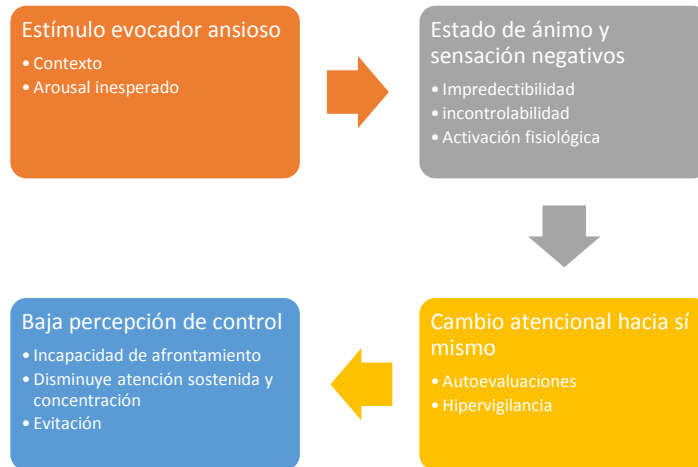 Estímulo evocador ansioso
• Contexto
• Arousal inesperado
Estado de ánimo y
sensación negativos
• Impredectibilidad
• incontrolabilidad
• Activación fisiológica
Cambio atencional hacia sí
mismo
• Autoevaluaciones
• Hipervigilancia
Baja percepción de control
• Incapacidad de afrontamiento
• Disminuye atención sostenida y
concentración
• Evitación